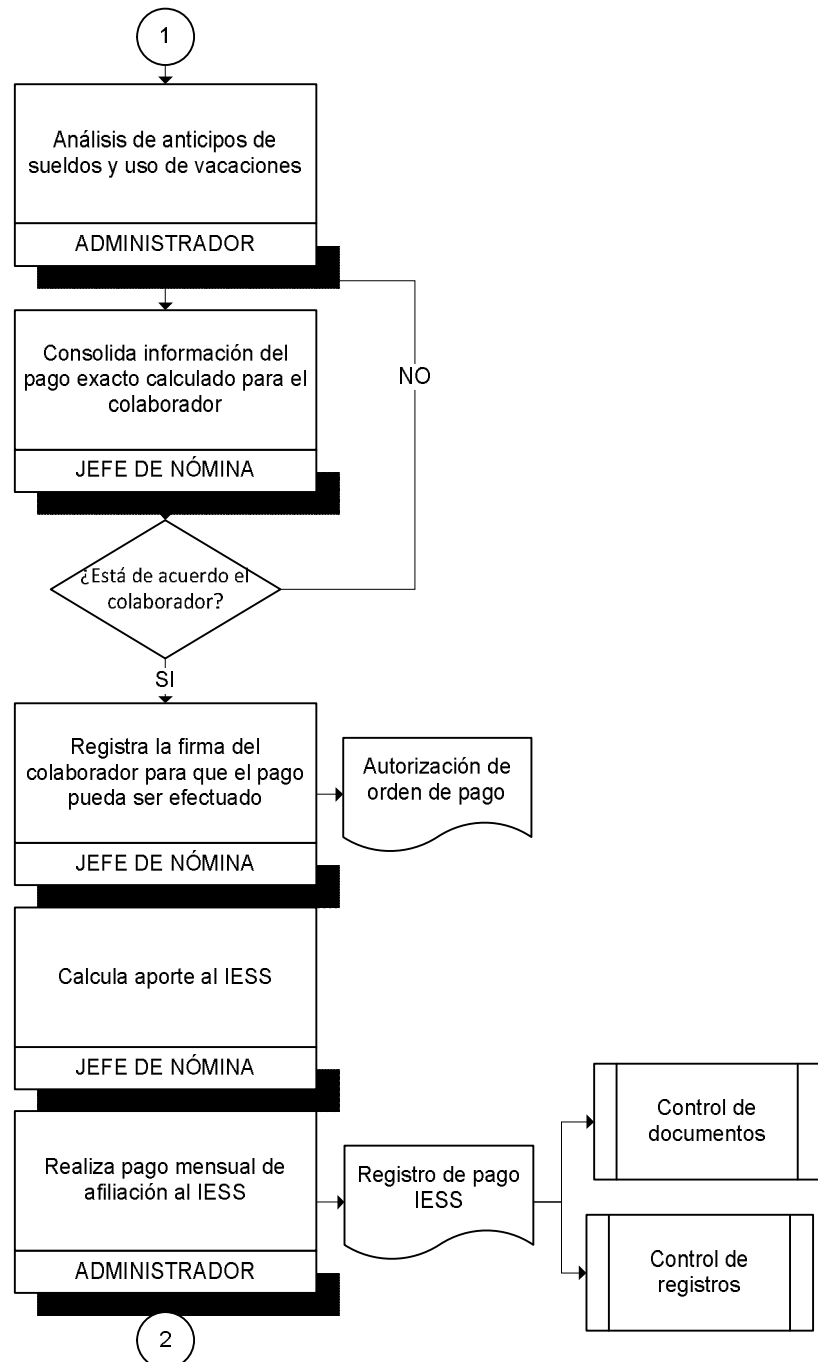 1
Análisis de anticipos de
sueldos y uso de vacaciones
ADMINISTRADOR
Consolida información del
pago exacto calculado para el
colaborador
JEFE DE NÓMINA
NO
¿Está de acuerdo el
colaborador?
SI
Registra la firma del
colaborador para que el pago
pueda ser efectuado
JEFE DE NÓMINA
Autorización de
orden de pago
Calcula aporte al IESS
JEFE DE NÓMINA
Realiza pago mensual de
afiliación al IESS
ADMINISTRADOR
Registro de pago
IESS
Control de
documentos
Control de
registros
2